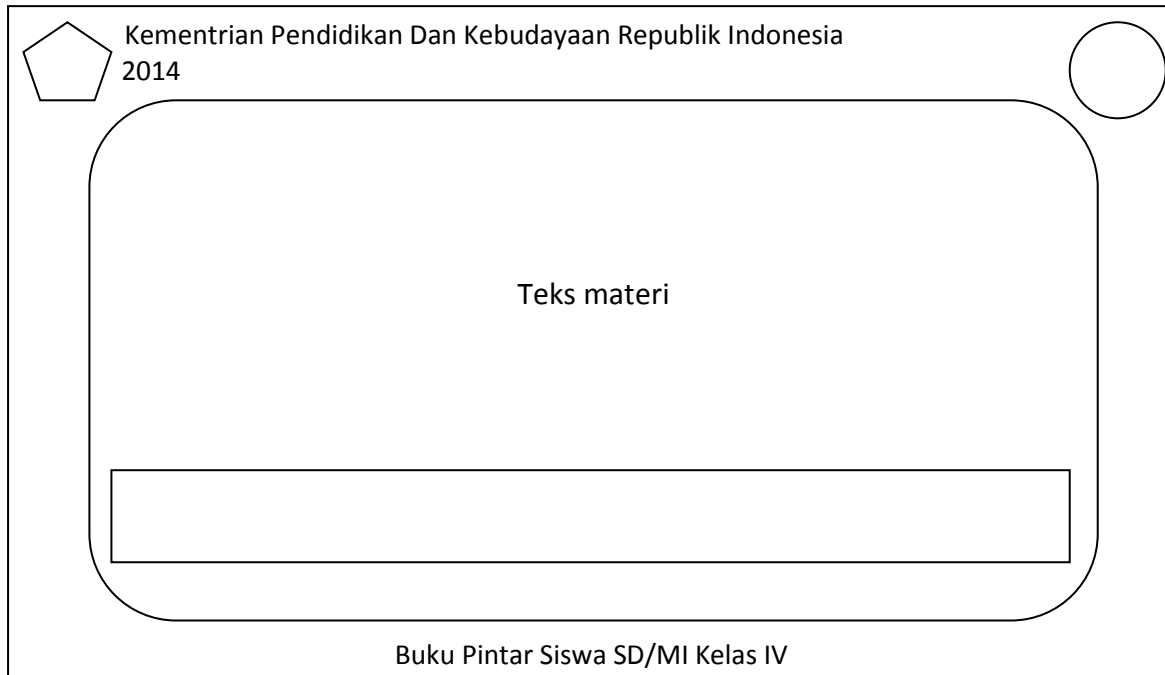 Kementrian Pendidikan Dan Kebudayaan Republik Indonesia
2014
Teks materi
Buku Pintar Siswa SD/MI Kelas IV